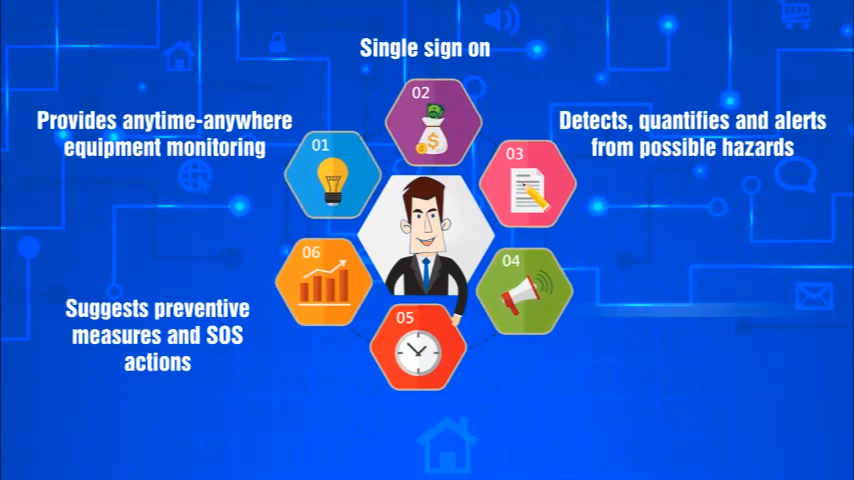 Single sign on
Provides anytime-anywhere
equipment monitoring
Detects, quantifies and alerts
from possible hazards
01
02
03
04
05
06
Suggests preventive
measures and SOS
actions